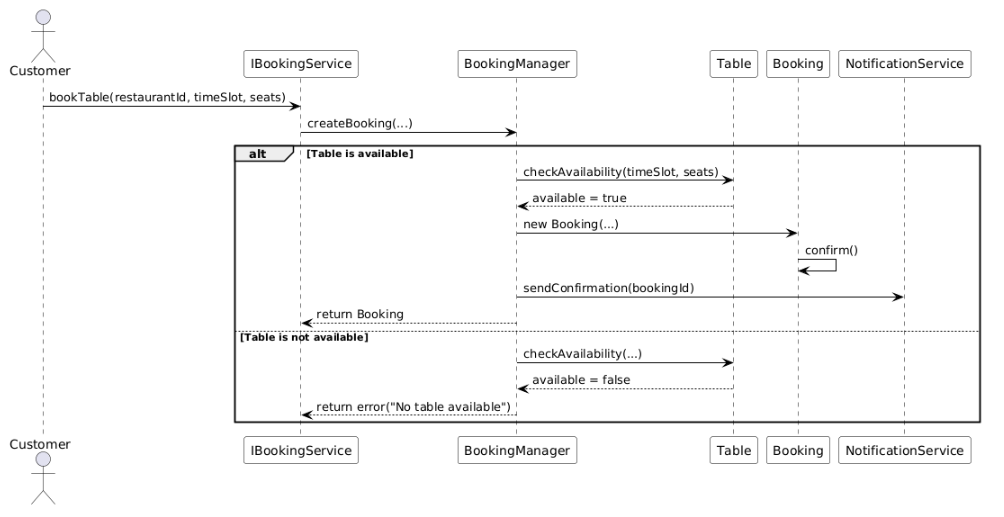 Customer
IBookingService
BookingManager
Table
Booking
NotificationService
bookTable(restaurantId, timeSlot, seats)
createBooking(...)
alt
[Table is available]
checkAvailability(timeSlot, seats)
available = true
new Booking(...)
confirm()
sendConfirmation(bookingId)
return Booking
[Table is not available]
checkAvailability(...)
available = false
return error("No table available")
Customer
IBookingService
BookingManager
Table
Booking
NotificationService